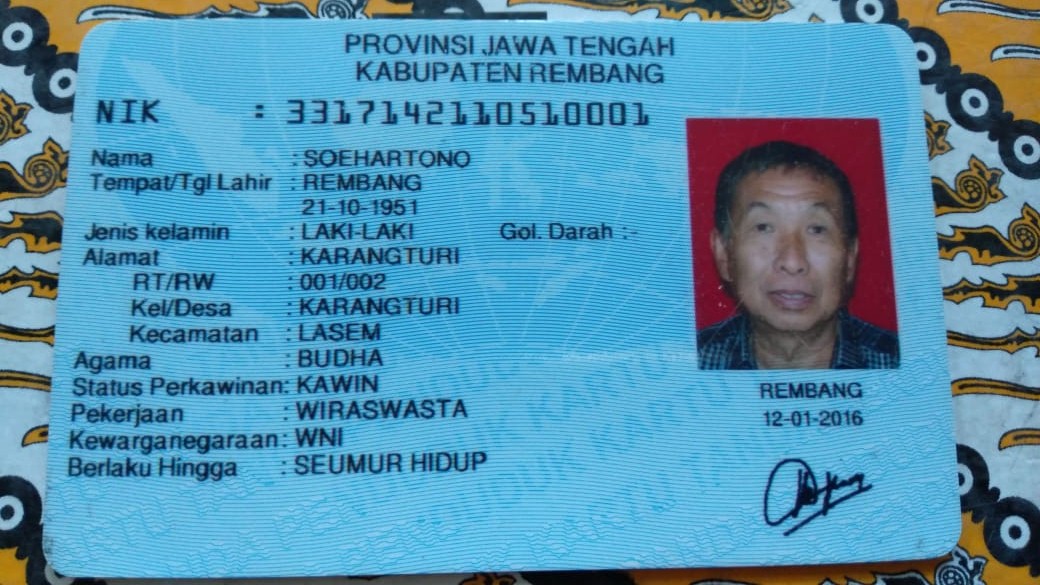 PROVINSI JAWA TENGAH
KABUPATEN REMBANG
NIK : 3317142110510001
Nama : SOEHARTONO
Tempat/Tgl Lahir : REMBANG
21-10-1951
Jenis kelamin : LAKI-LAKI Gol. Darah :-
Alamat : KARANGTURI
RT/RW : 001/002
Kel/Desa : KARANGTURI
Kecamatan : LASEM
Agama : BUDHA
Status Perkawinan: KAWIN
Pekerjaan : WIRASWASTA
Kewarganegaraan: WNI
Berlaku Hingga : SEUMUR HIDUP
REMBANG
12-01-2016